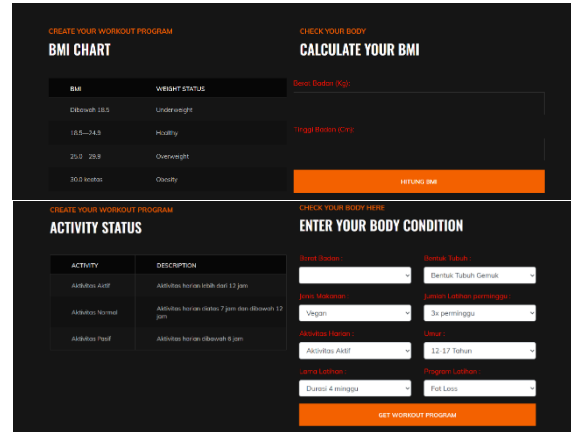 CREATE YOUR WORKOUT PROGRAM
BMI CHART
BMI WEIGHT STATUS
Dibawah 18.5 Underweight
18.5—24.9 Healthy
25.0 29.9 Overweight
30.0 keatas Obesity
CHECK YOUR BODY
CALCULATE YOUR BMI
Berat Badan (Kg):
Tinggi Badan (Cm):
HITUNG BMI
CREATE YOUR WORKOUT PROGRAM
ACTIVITY STATUS
ACTIVITY DESCRIPTION
Aktivitas Aktif Aktivitas harian lebih dari 12 jam
Aktivitas Normal Aktivitas harian diatas 7 jam dan dibawah 12
jam
Aktivitas Pasif Aktivitas harian dibawah 6 jam
CHECK YOUR BODY HERE
ENTER YOUR BODY CONDITION
Berat Badan : Bentuk Tubuh :
Bentuk Tubuh Gemuk
Jenis Makanan : Jumlah Latihan perminggu :
Vegan 3x perminggu
Aktivitas Harian : Umur :
Aktivitas Aktif 12-17 Tahun
Lama Latihan : Program Latihan :
Durasi 4 minggu Fat Loss
GET WORKOUT PROGRAM